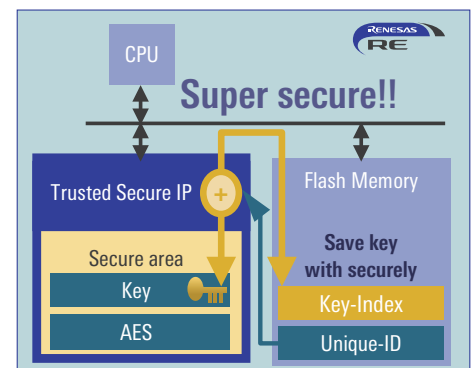 RENESAS
RE
CPU
Super secure!!
Trusted Secure IP
+
Flash Memory
Secure area
Save key
with securely
Key
Key-Index
AES
Unique-ID